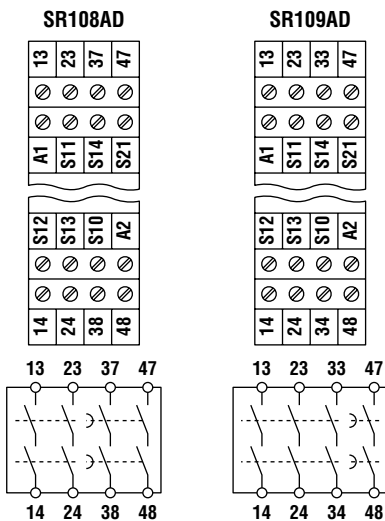 SR108AD
13 23 37 47
A1 S11 S14 S21
S12 S13 S10 A2
14 24 38 48
13 23 37 47
14 24 38 48
SR109AD
13 23 33 47
A1 S11 S14 S21
S12 S13 S10 A2
14 24 34 48
13 23 33 47
14 24 34 48